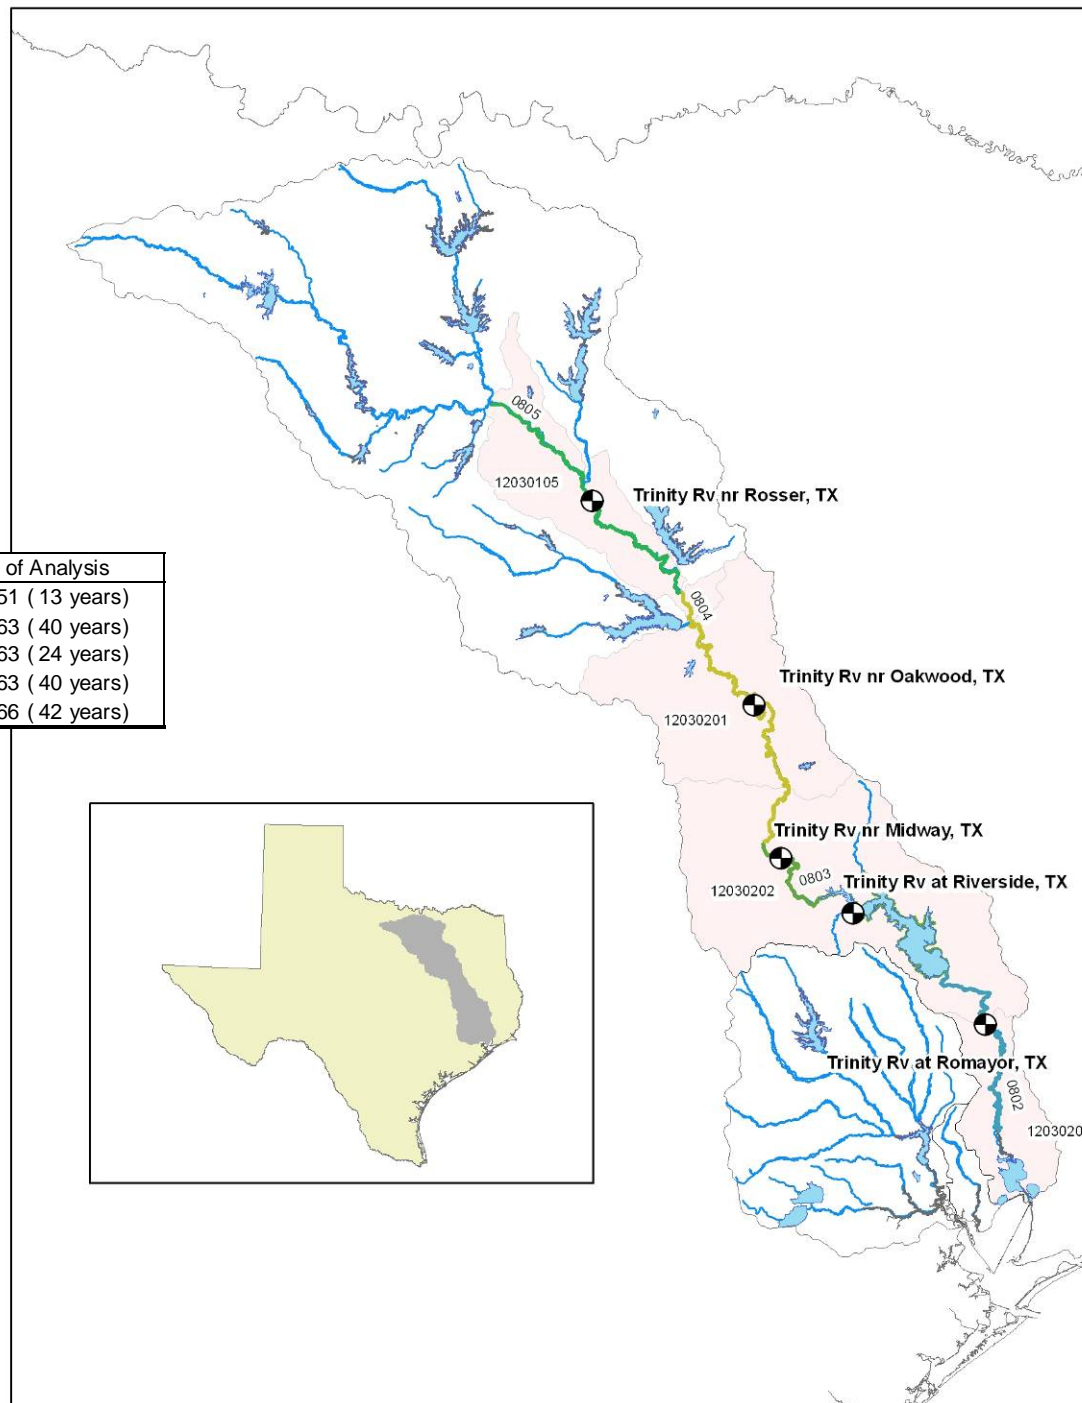 0805
12030105
Trinity Rv nr Rosser, TX
of Analysis
51 ( 13 years)
63 ( 40 years)
63 ( 24 years)
63 ( 40 years)
66 ( 42 years)
0804
Trinity Rv nr Oakwood, TX
12030201
Trinity Rv nr Midway, TX
0803
12030202
Trinity Rv at Riverside, TX
Trinity Rv at Romayor, TX
0802
1203020